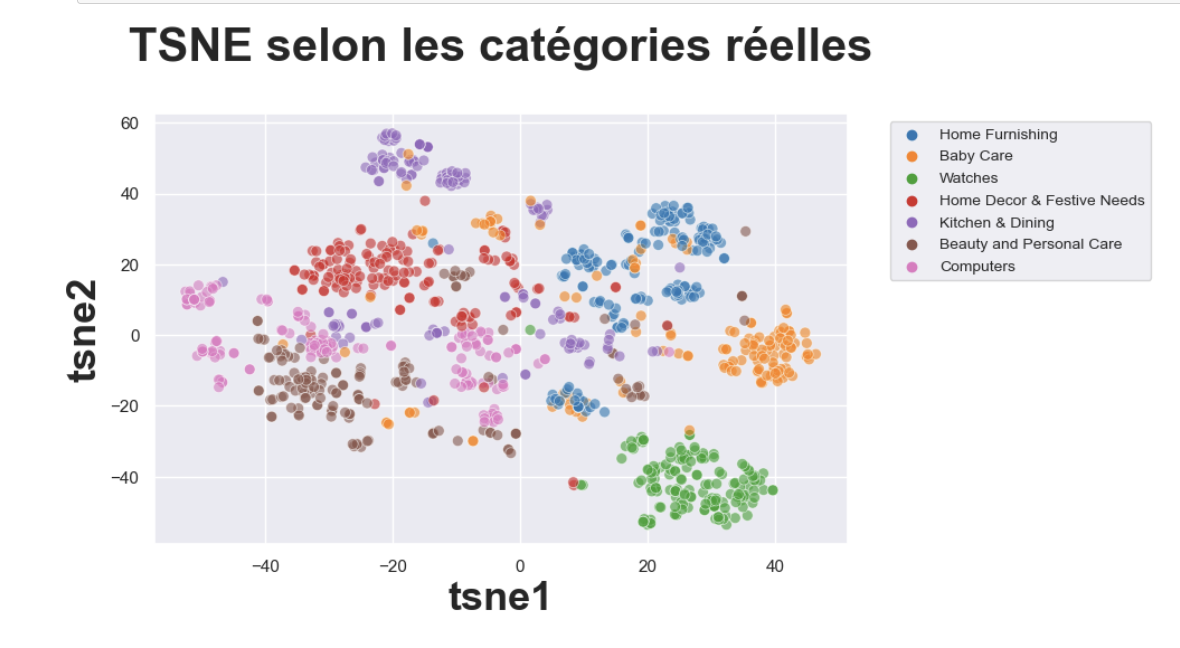 TSNE selon les catégories réelles
60
40
20
0
−20
−40
tsne2
−40 −20 0 20 40
tsne1
Home Furnishing
Baby Care
Watches
Home Decor & Festive Needs
Kitchen & Dining
Beauty and Personal Care
Computers